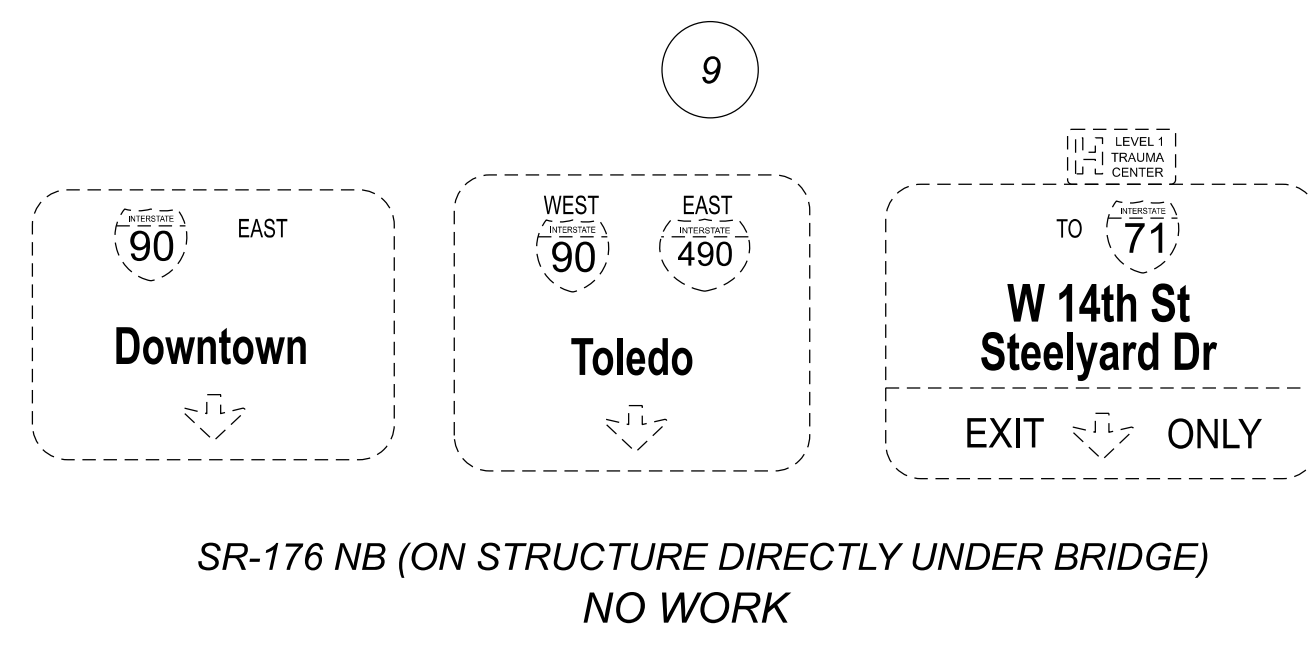 9
INTERSTATE
90 EAST
Downtown
WEST EAST
INTERSTATE INTERSTATE
90 490
Toledo
H LEVEL 1
TRAUMA
CENTER
TO INTERSTATE
71
W 14th St
Steelyard Dr
EXIT ONLY
SR-176 NB (ON STRUCTURE DIRECTLY UNDER BRIDGE)
NO WORK